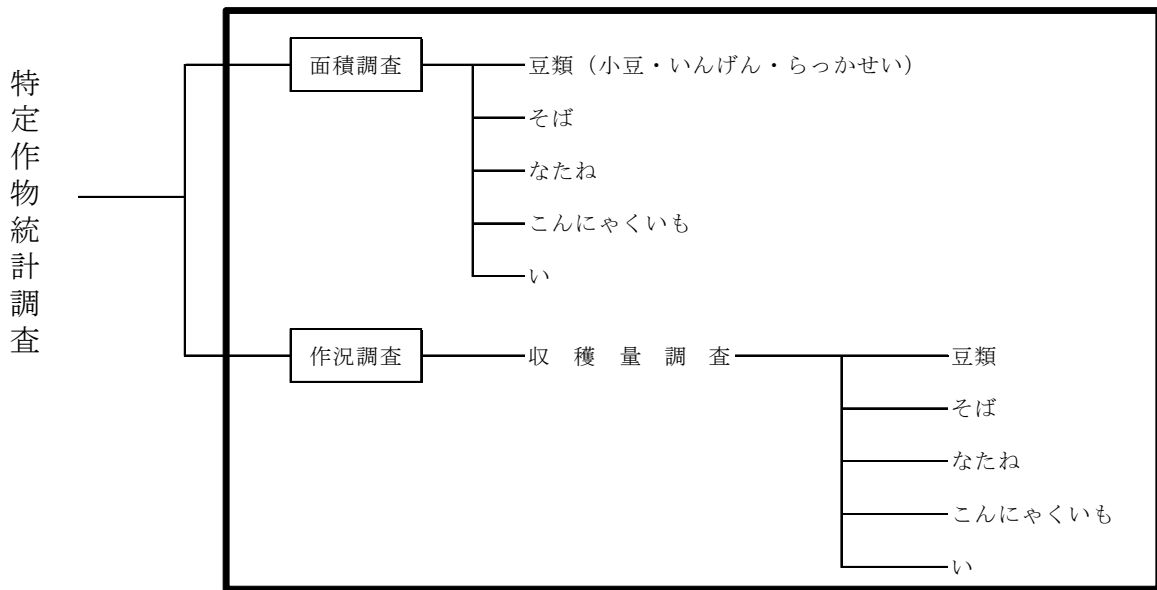 特定作物統計調査
面積調査
豆類（小豆・いんげん・らっかせい）
そば
なたね
こんにゃくいも
い
作況調査
収穫量調査
豆類
そば
なたね
こんにゃくいも
い